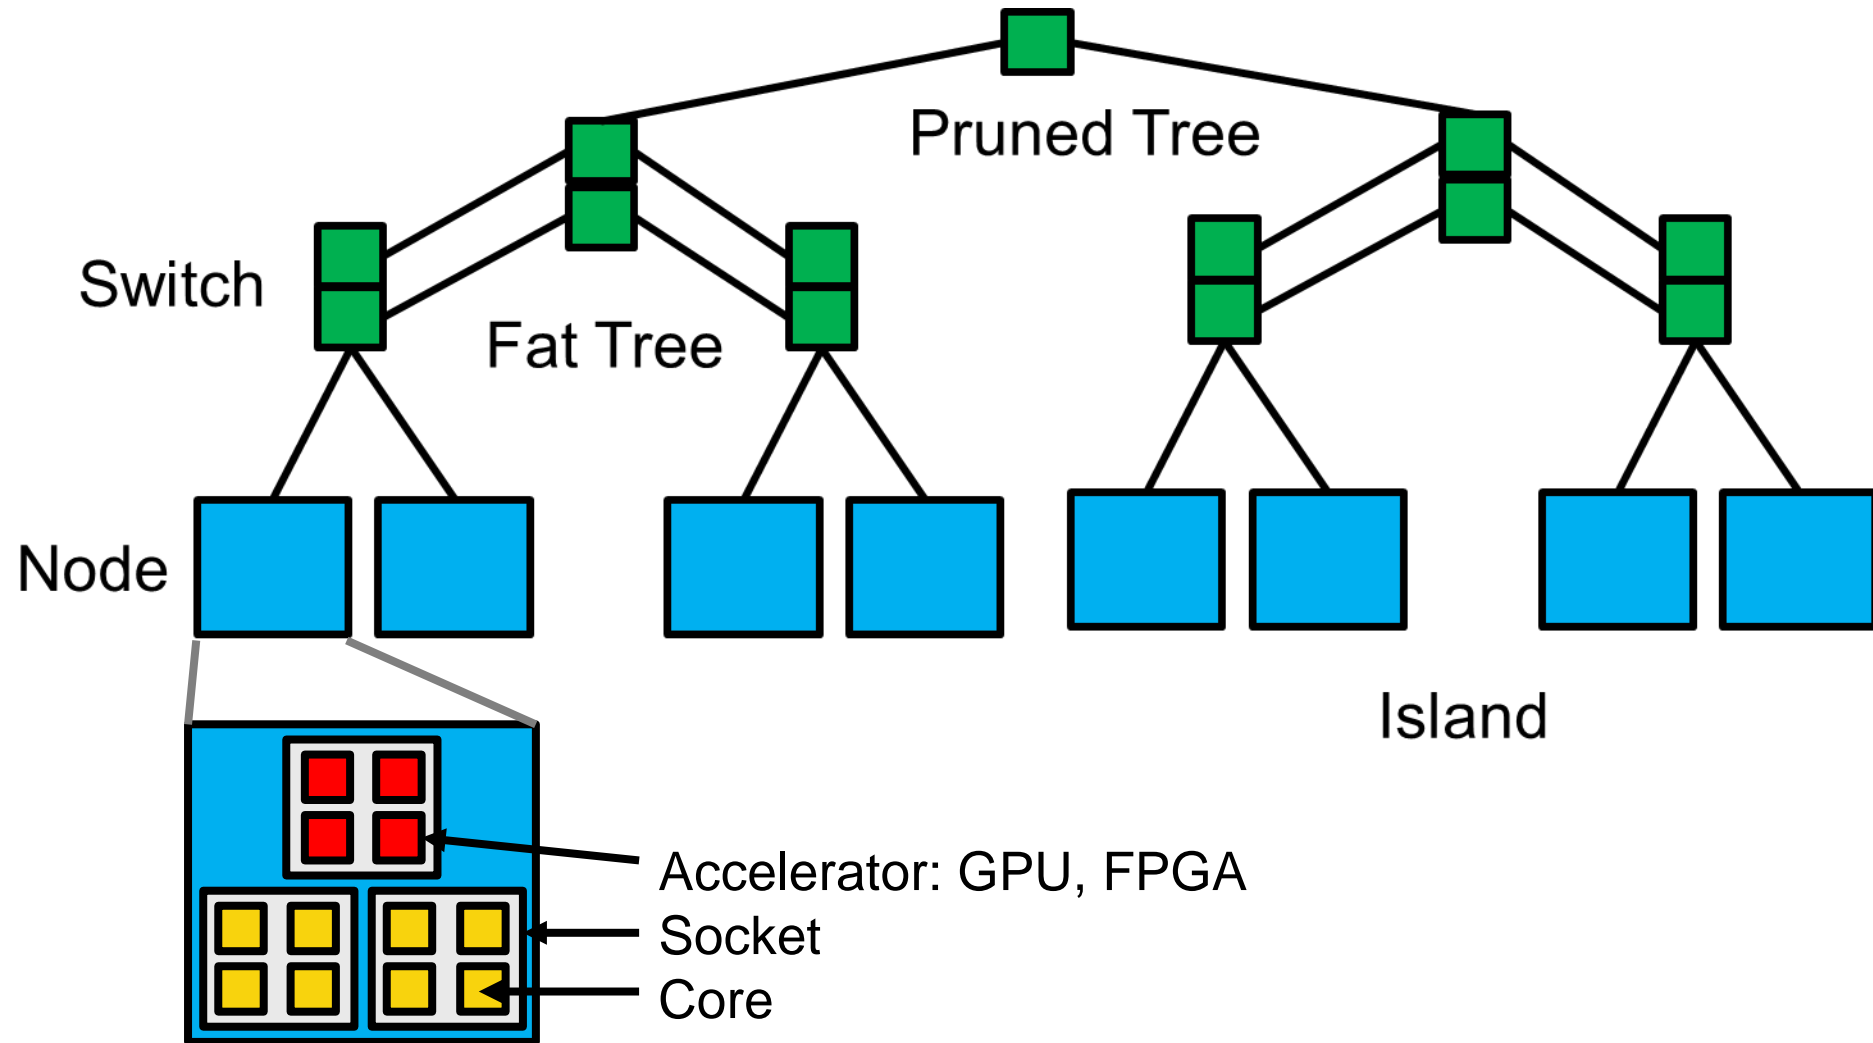 Pruned Tree
Switch
Fat Tree
Node
Island
Accelerator: GPU, FPGA
Socket
Core